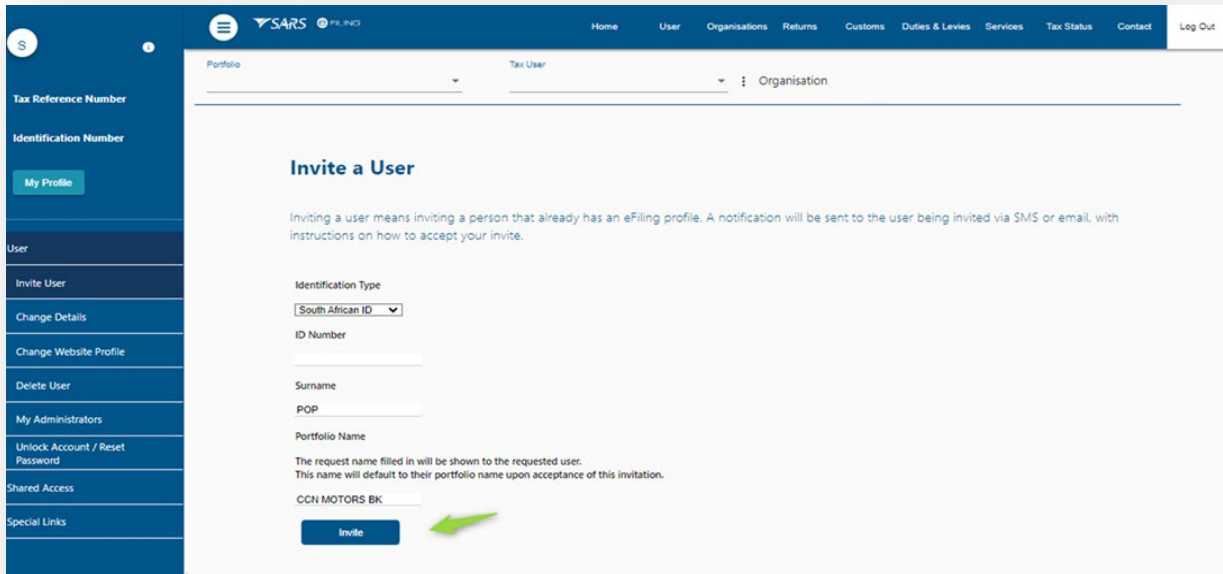 S
i
SARS eFILING
Home User Organisations Returns Customs Duties & Levies Services Tax Status Contact Log Out
Portfolio
Tax User
Organisation
Tax Reference Number
Identification Number
My Profile
User
Invite User
Change Details
Change Website Profile
Delete User
My Administrators
Unlock Account / Reset
Password
Shared Access
Special Links
Invite a User
Inviting a user means inviting a person that already has an eFiling profile. A notification will be sent to the user being invited via SMS or email, with
instructions on how to accept your invite.
Identification Type
South African ID
ID Number
Surname
POP
Portfolio Name
The request name filled in will be shown to the requested user.
This name will default to their portfolio name upon acceptance of this invitation.
CCN MOTORS BK
Invite